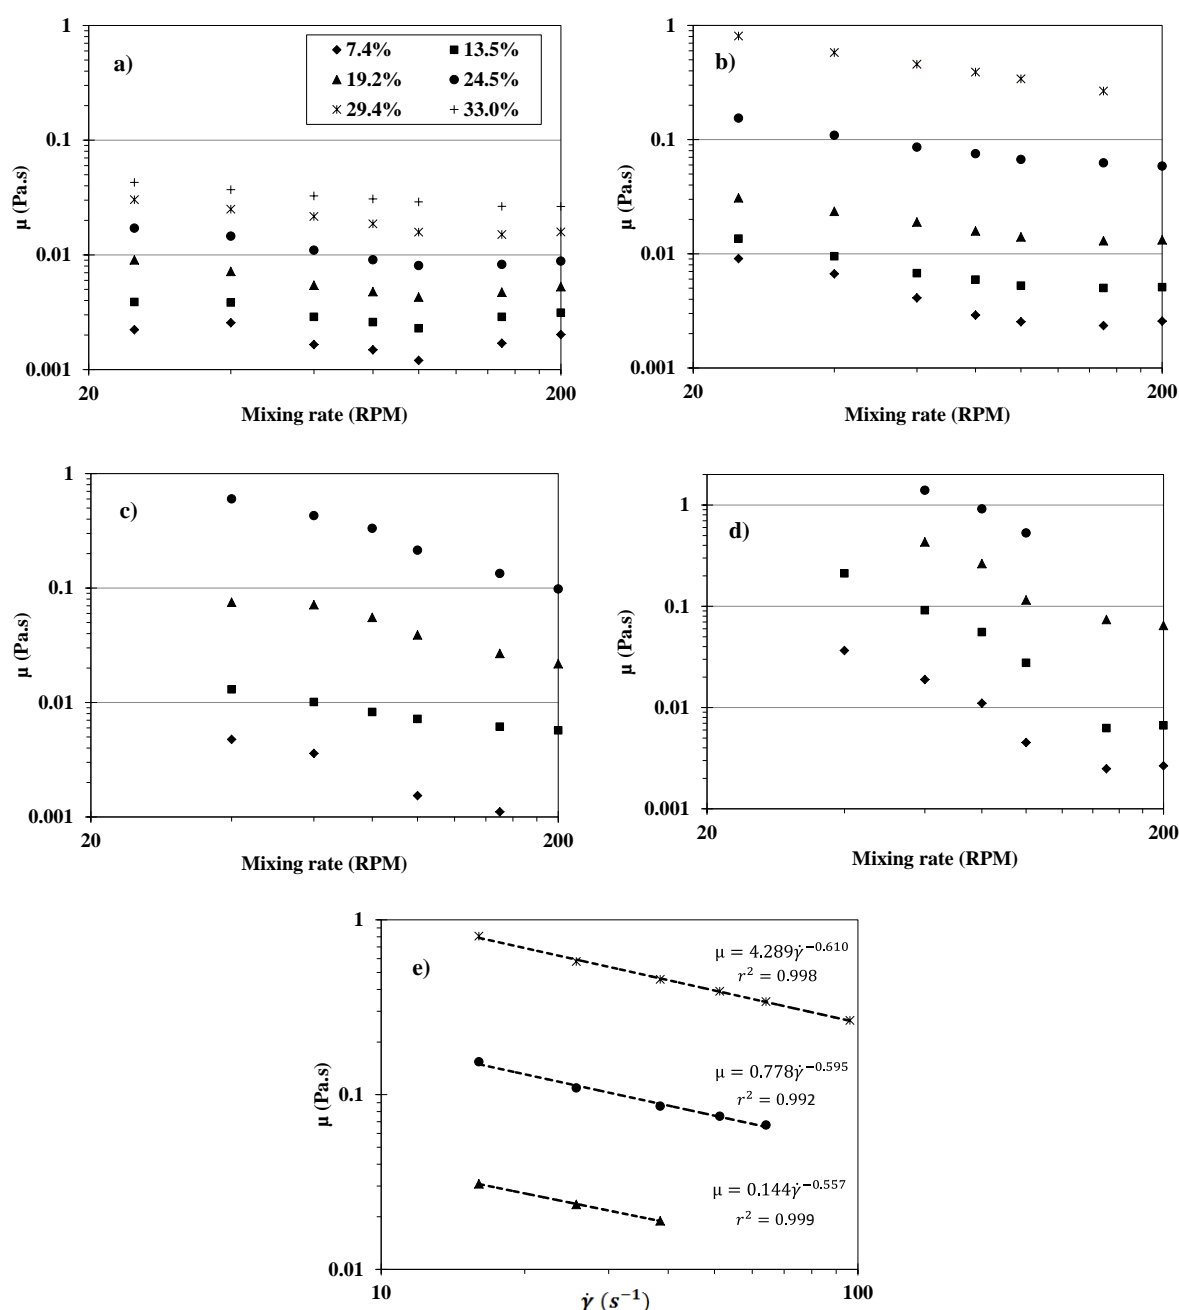 a)
1
0.1
0.01
0.001
μ (Pa.s)
20
200
Mixing rate (RPM)
7.4% 13.5%
19.2% 24.5%
29.4% 33.0%
b)
1
0.1
0.01
0.001
μ (Pa.s)
20
200
Mixing rate (RPM)
c)
1
0.1
0.01
0.001
μ (Pa.s)
20
200
Mixing rate (RPM)
d)
1
0.1
0.01
0.001
μ (Pa.s)
20
200
Mixing rate (RPM)
e)
1
0.1
0.01
μ (Pa.s)
μ = 4.289γ̇^−0.610
r² = 0.998
μ = 0.778γ̇^−0.595
r² = 0.992
μ = 0.144γ̇^−0.557
r² = 0.999
10
100
γ̇ (s⁻¹)